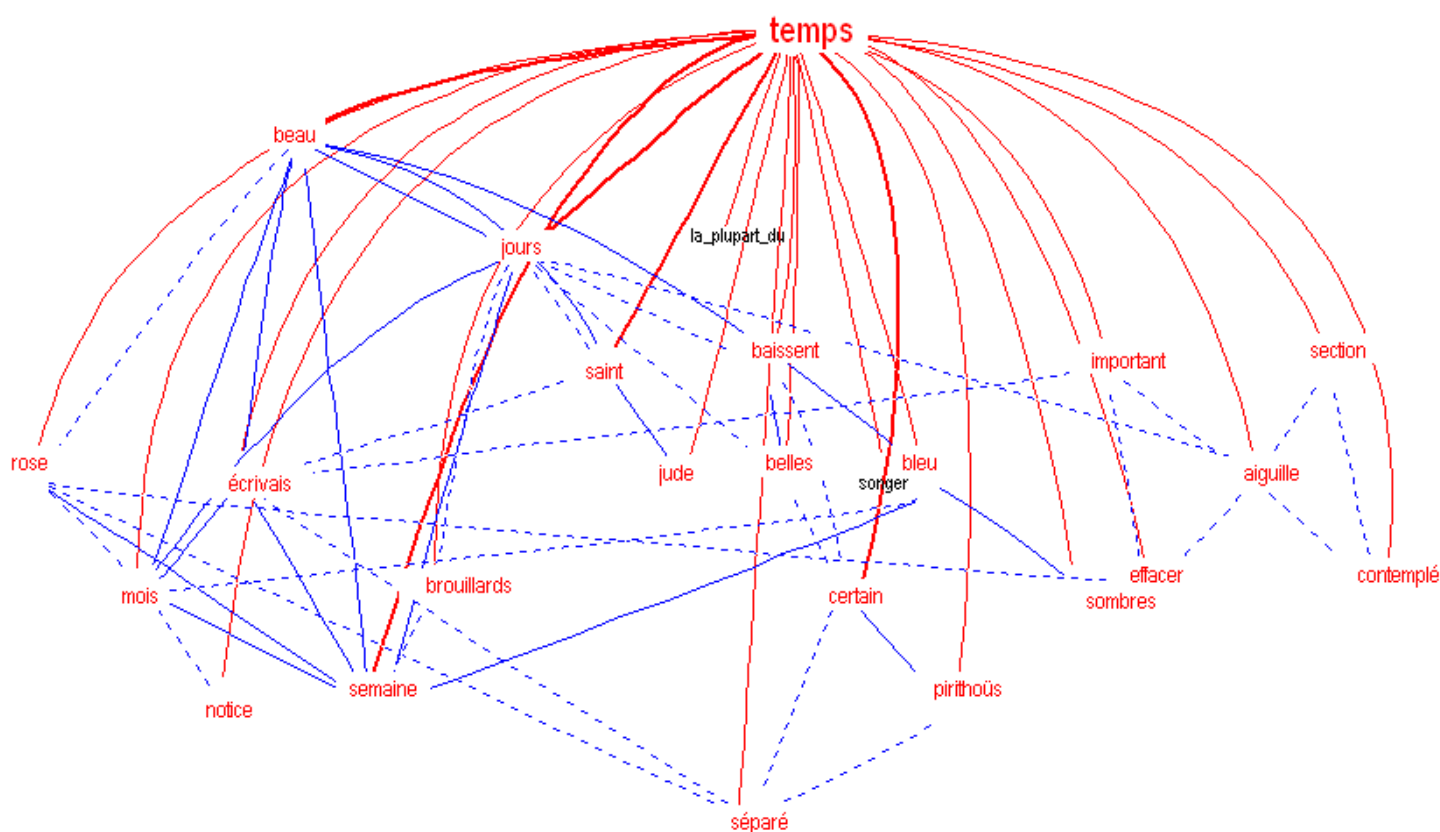 temps
beau
jours
la_plupart_du
saint
baissent
important
section
rose
écrivais
jude
belles
bleu
songer
aiguille
mois
brouillards
certain
effacer
sombres
contemplé
notice
semaine
pirithoüs
séparé